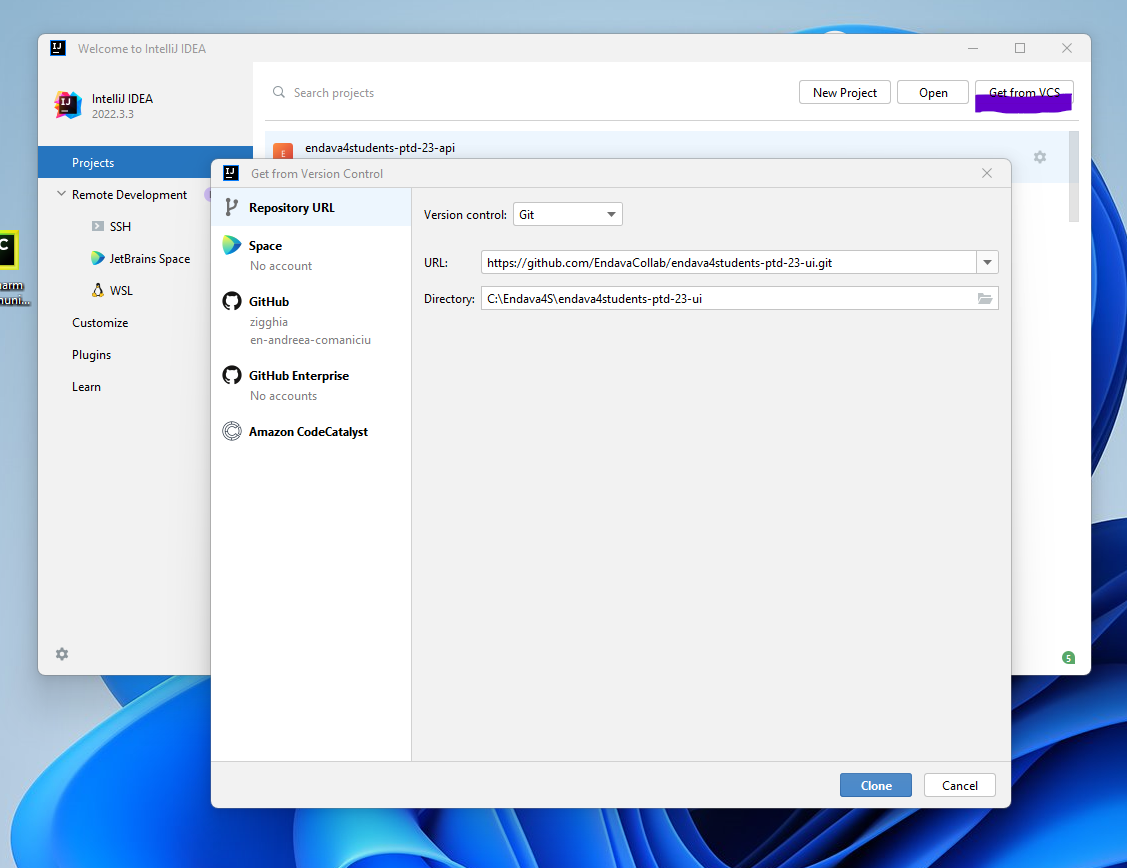 Welcome to IntelliJ IDEA
IntelliJ IDEA
2022.3.3
Search projects
New Project
Open
Get from VCS
Projects
E
endava4students-ptd-23-api
Remote Development
SSH
JetBrains Space
WSL
Customize
Plugins
Learn
Get from Version Control
Repository URL
Space
No account
GitHub
zigghia
en-andreea-comaniciu
GitHub Enterprise
No accounts
Amazon CodeCatalyst
Version control:
Git
URL:
https://github.com/EndavaCollab/endava4students-ptd-23-ui.git
Directory:
C:\Endava4S\endava4students-ptd-23-ui
5
Clone
Cancel